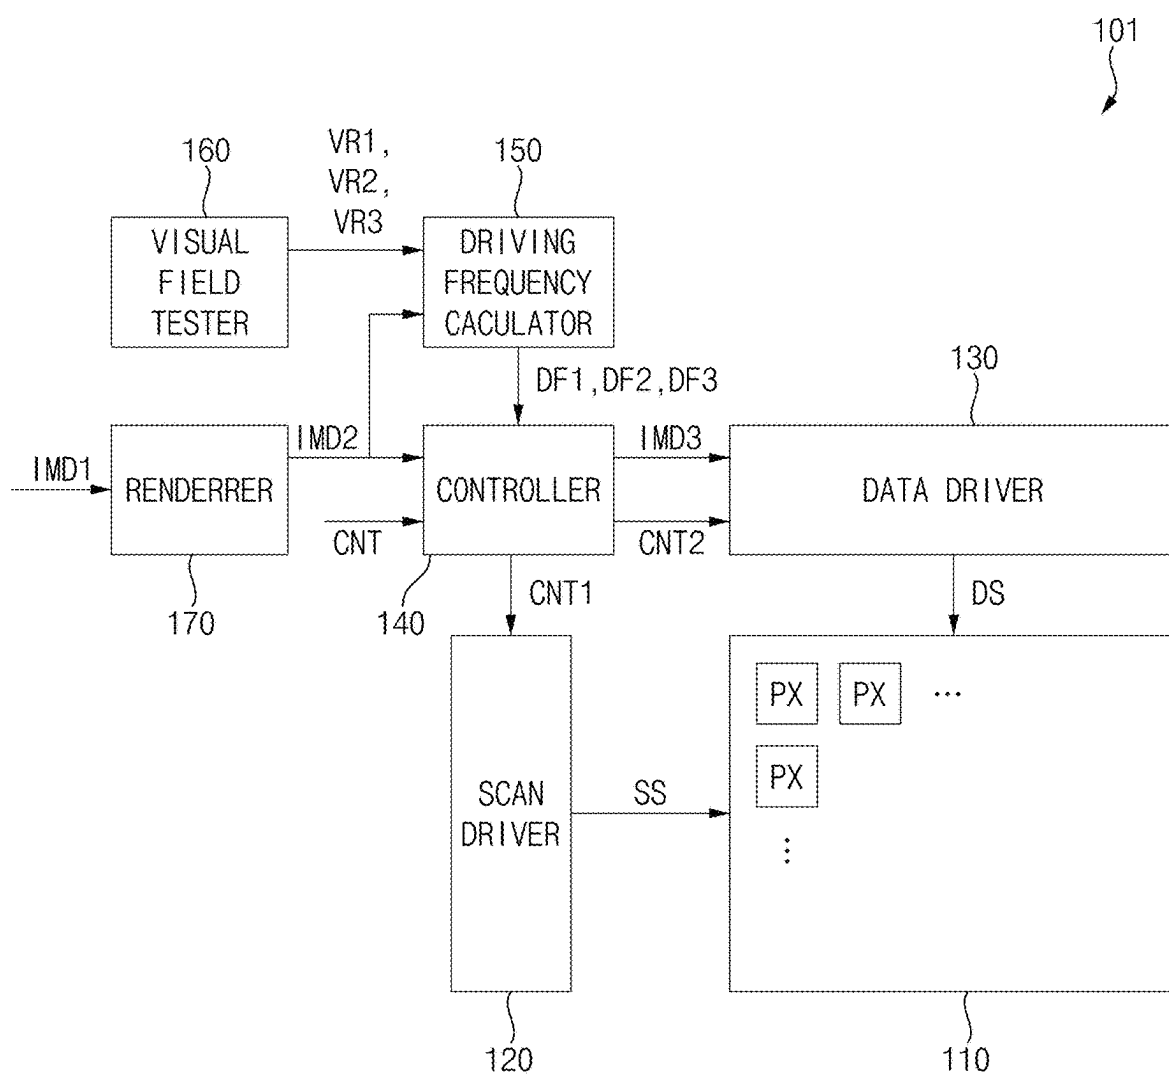 101
160
VR1,
VR2,
VR3
150
VISUAL
FIELD
TESTER
DRIVING
FREQUENCY
CACULATOR
DF1,DF2,DF3
130
IMD1
RENDERRER
IMD2
CONTROLLER
IMD3
DATA DRIVER
CNT
CNT2
170
140
CNT1
DS
PX
PX
...
PX
⋮
SCAN
DRIVER
SS
120
110